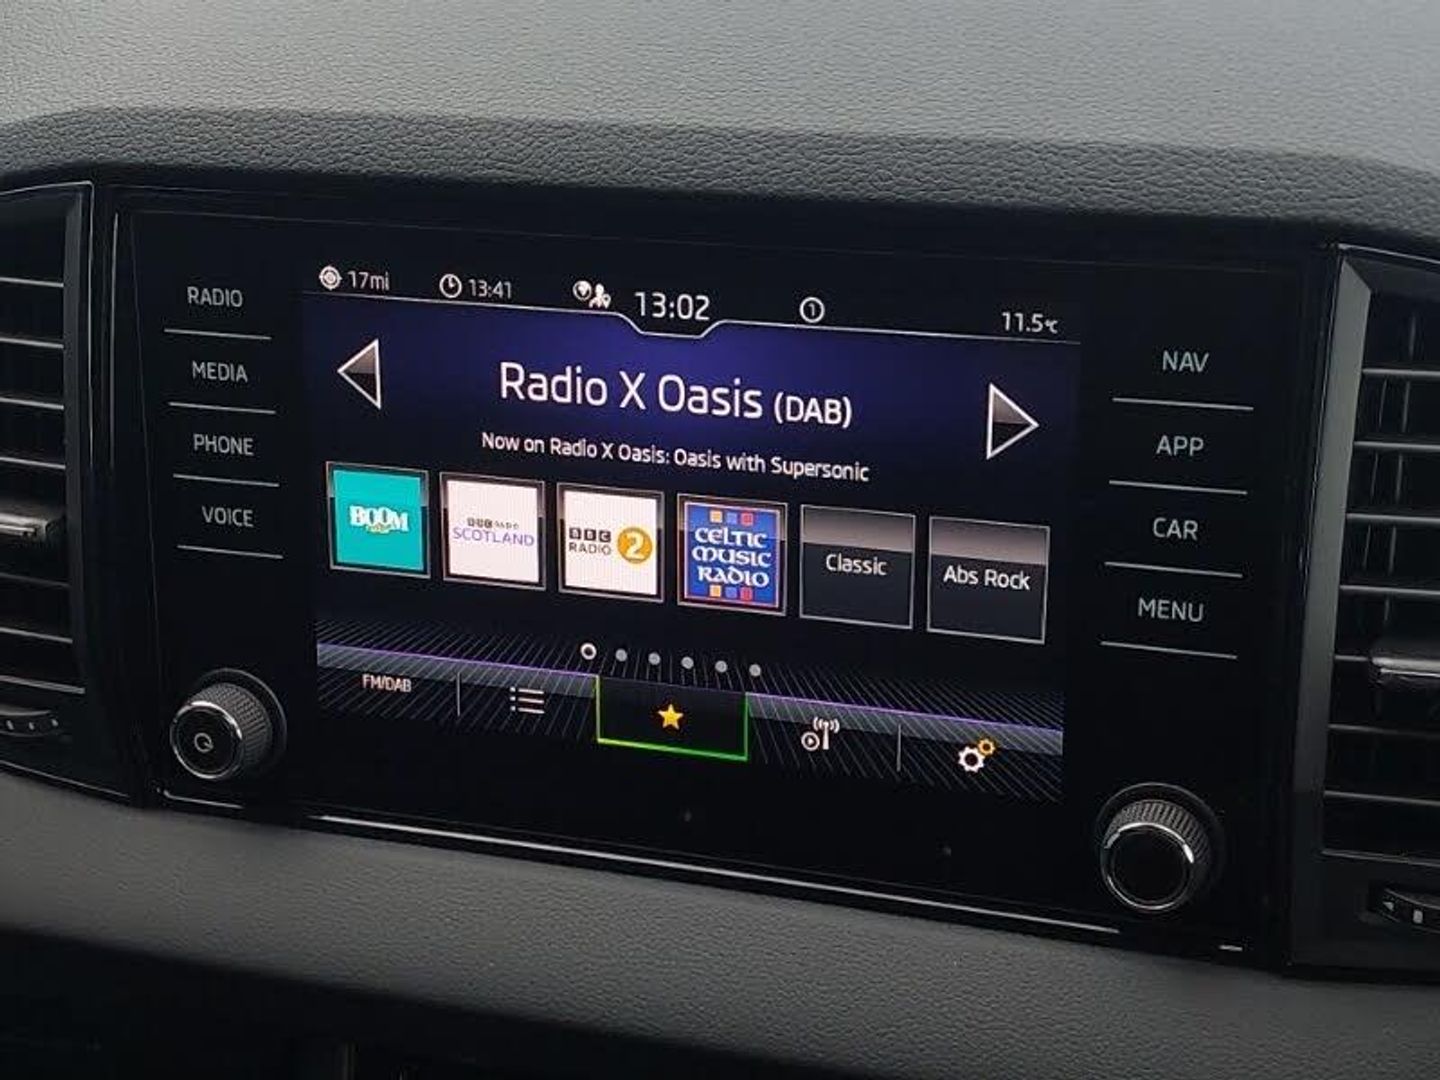 17mi
13:41
13:02
1
11.5°C
RADIO
MEDIA
PHONE
VOICE
NAV
APP
CAR
MENU
Radio X Oasis (DAB)
Now on Radio X Oasis: Oasis with Supersonic
BOOM
BBC RADIO
SCOTLAND
BBC
RADIO 2
CELTIC
MUSIC
RADIO
Classic
Abs Rock
FM/DAB